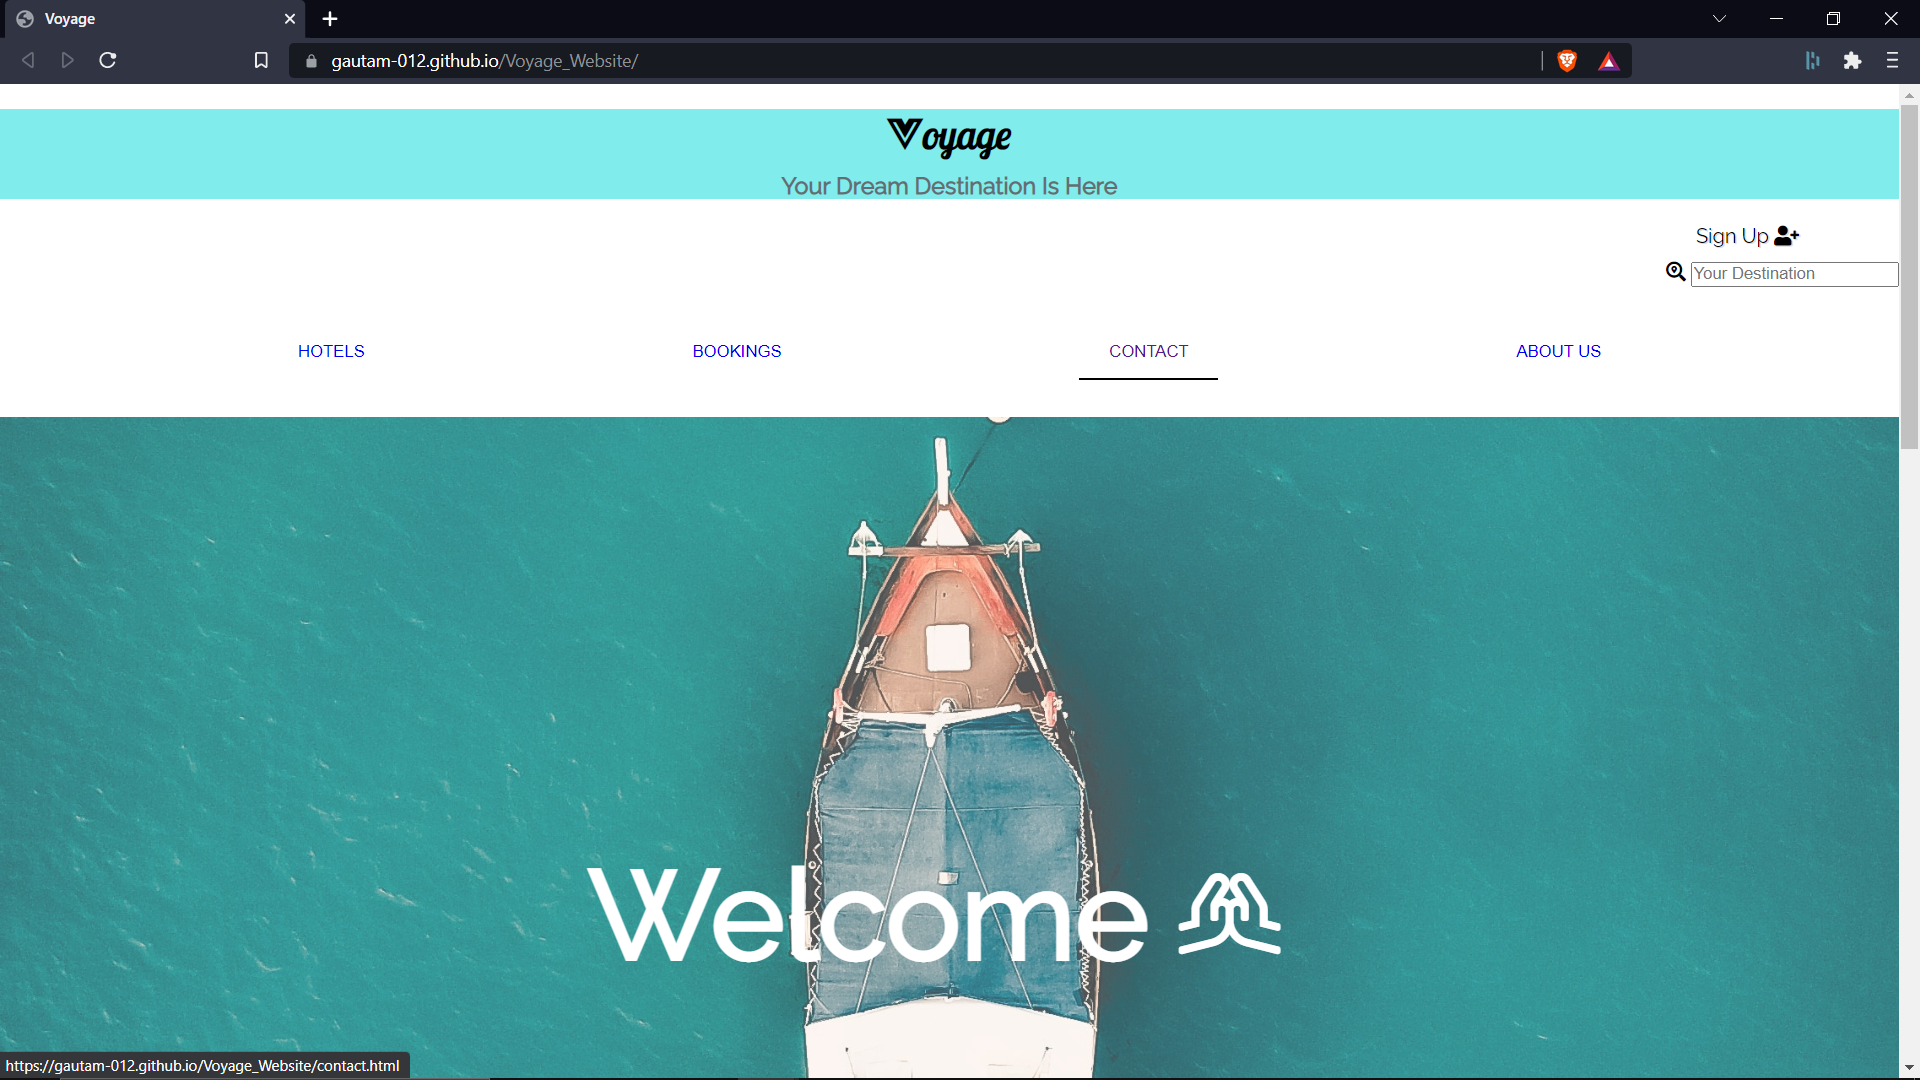 Voyage
gautam-012.github.io/Voyage_Website/
Voyage
Your Dream Destination Is Here
Sign Up
Your Destination
HOTELS BOOKINGS CONTACT ABOUT US
Welcome
https://gautam-012.github.io/Voyage_Website/contact.html